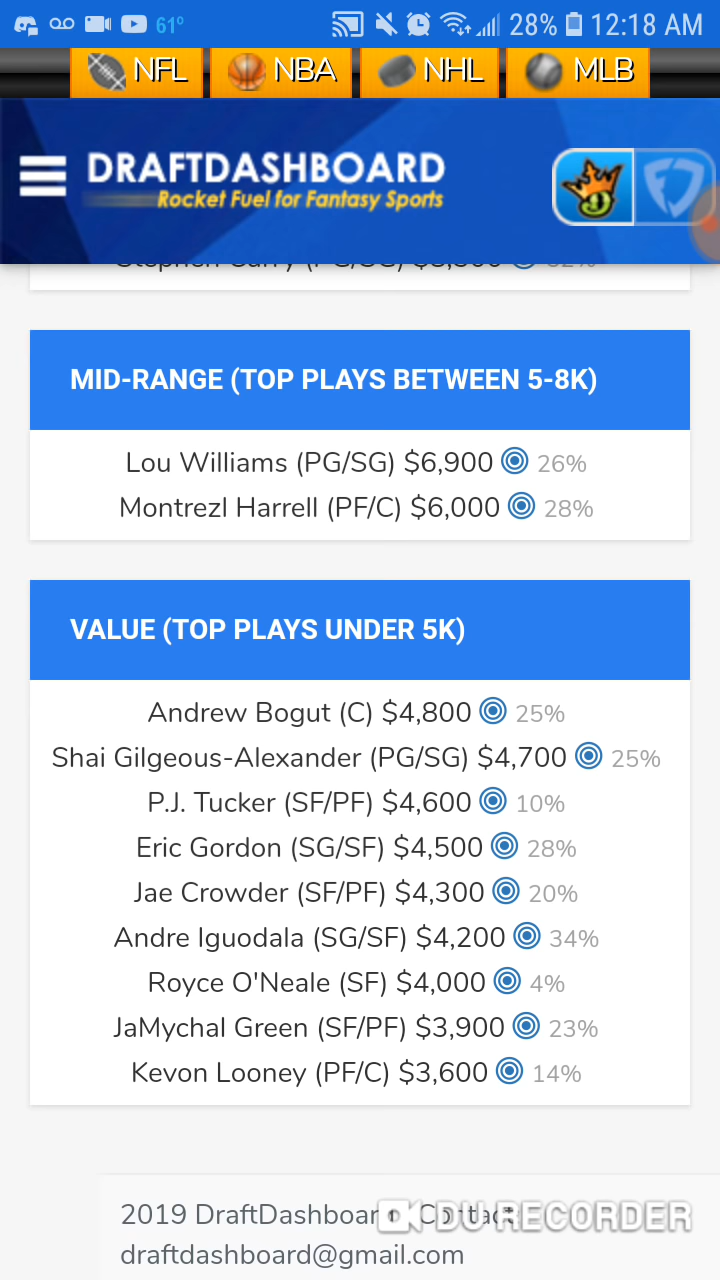 61° 28% 12:18 AM
NFL NBA NHL MLB
DRAFTDASHBOARD
Rocket Fuel for Fantasy Sports
MID-RANGE (TOP PLAYS BETWEEN 5-8K)
Lou Williams (PG/SG) $6,900 26%
Montrezl Harrell (PF/C) $6,000 28%
VALUE (TOP PLAYS UNDER 5K)
Andrew Bogut (C) $4,800 25%
Shai Gilgeous-Alexander (PG/SG) $4,700 25%
P.J. Tucker (SF/PF) $4,600 10%
Eric Gordon (SG/SF) $4,500 28%
Jae Crowder (SF/PF) $4,300 20%
Andre Iguodala (SG/SF) $4,200 34%
Royce O'Neale (SF) $4,000 4%
JaMychal Green (SF/PF) $3,900 23%
Kevon Looney (PF/C) $3,600 14%
2019 DraftDashboard Contact
DU RECORDER
draftdashboard@gmail.com